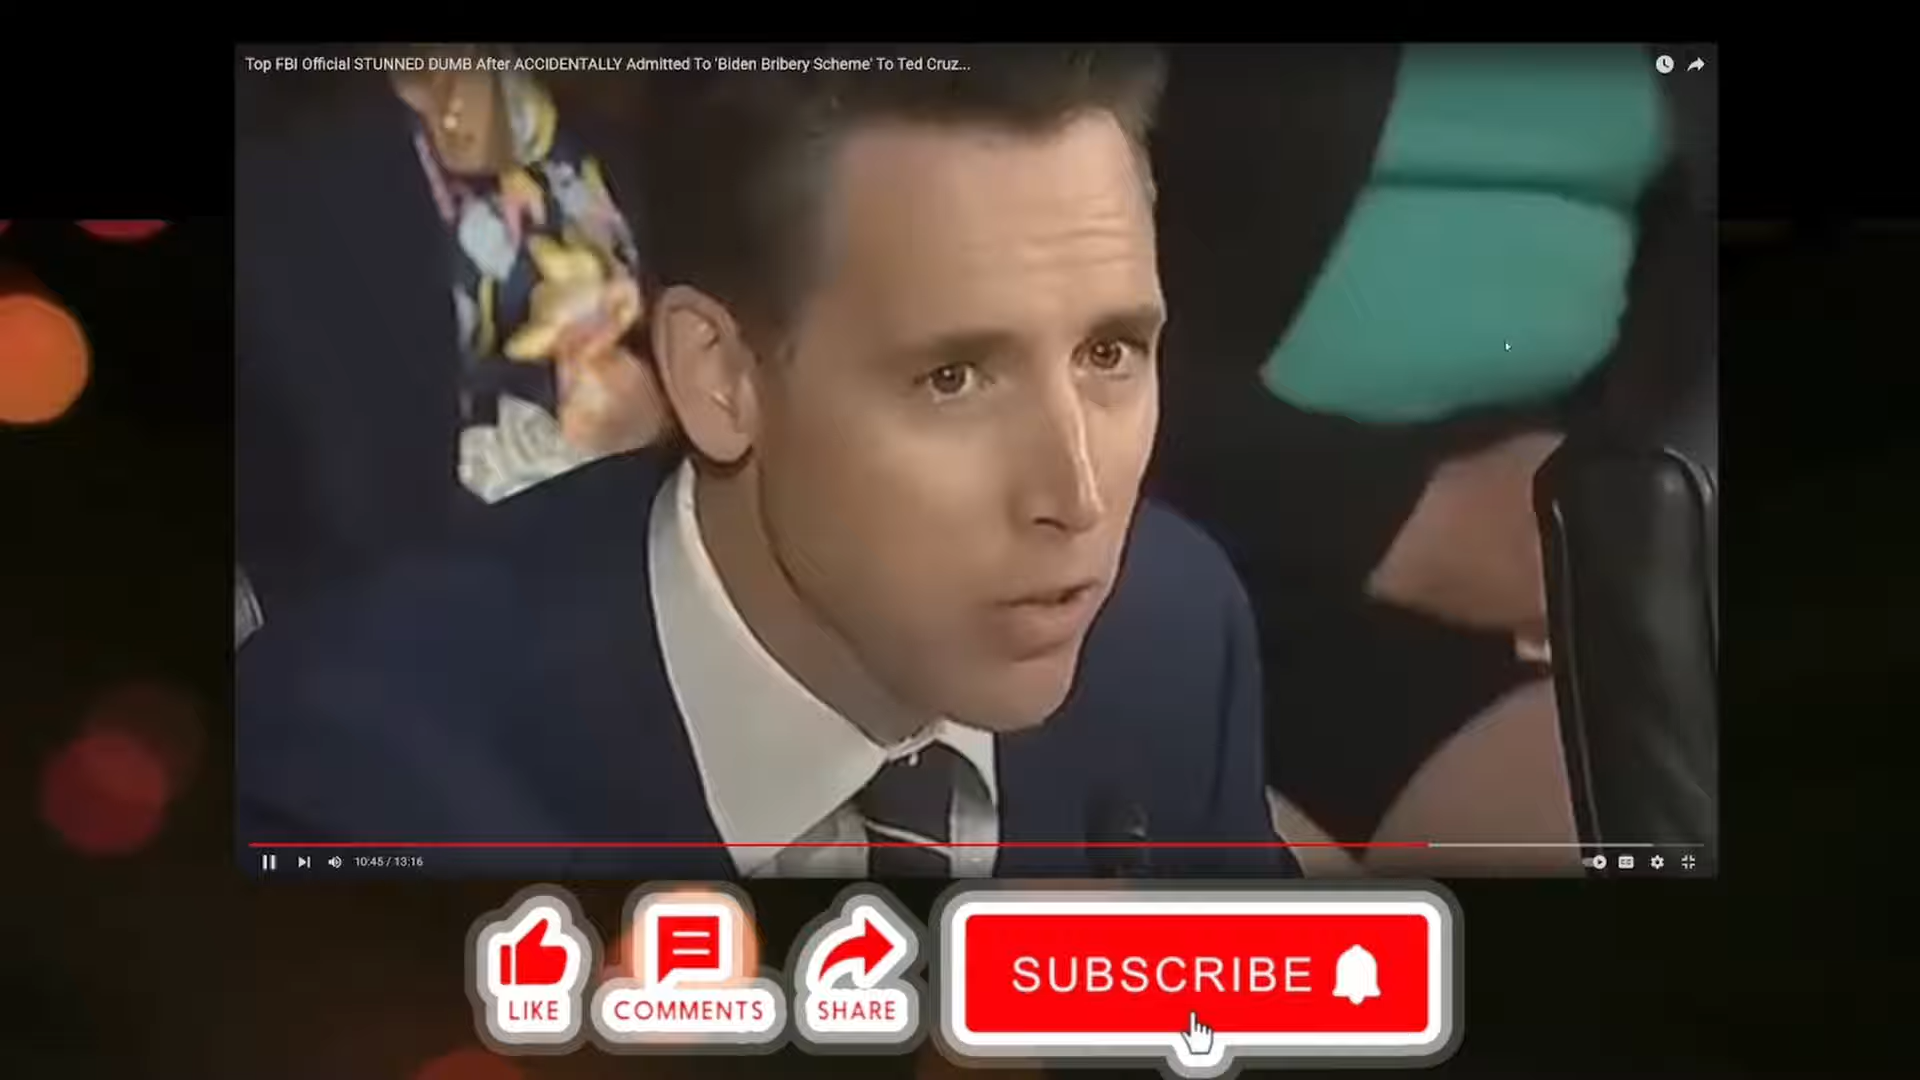 Top FBI Official STUNNED DUMB After ACCIDENTALLY Admitted To 'Biden Bribery Scheme' To Ted Cruz...
10:45 / 13:16
LIKE
COMMENTS
SHARE
SUBSCRIBE